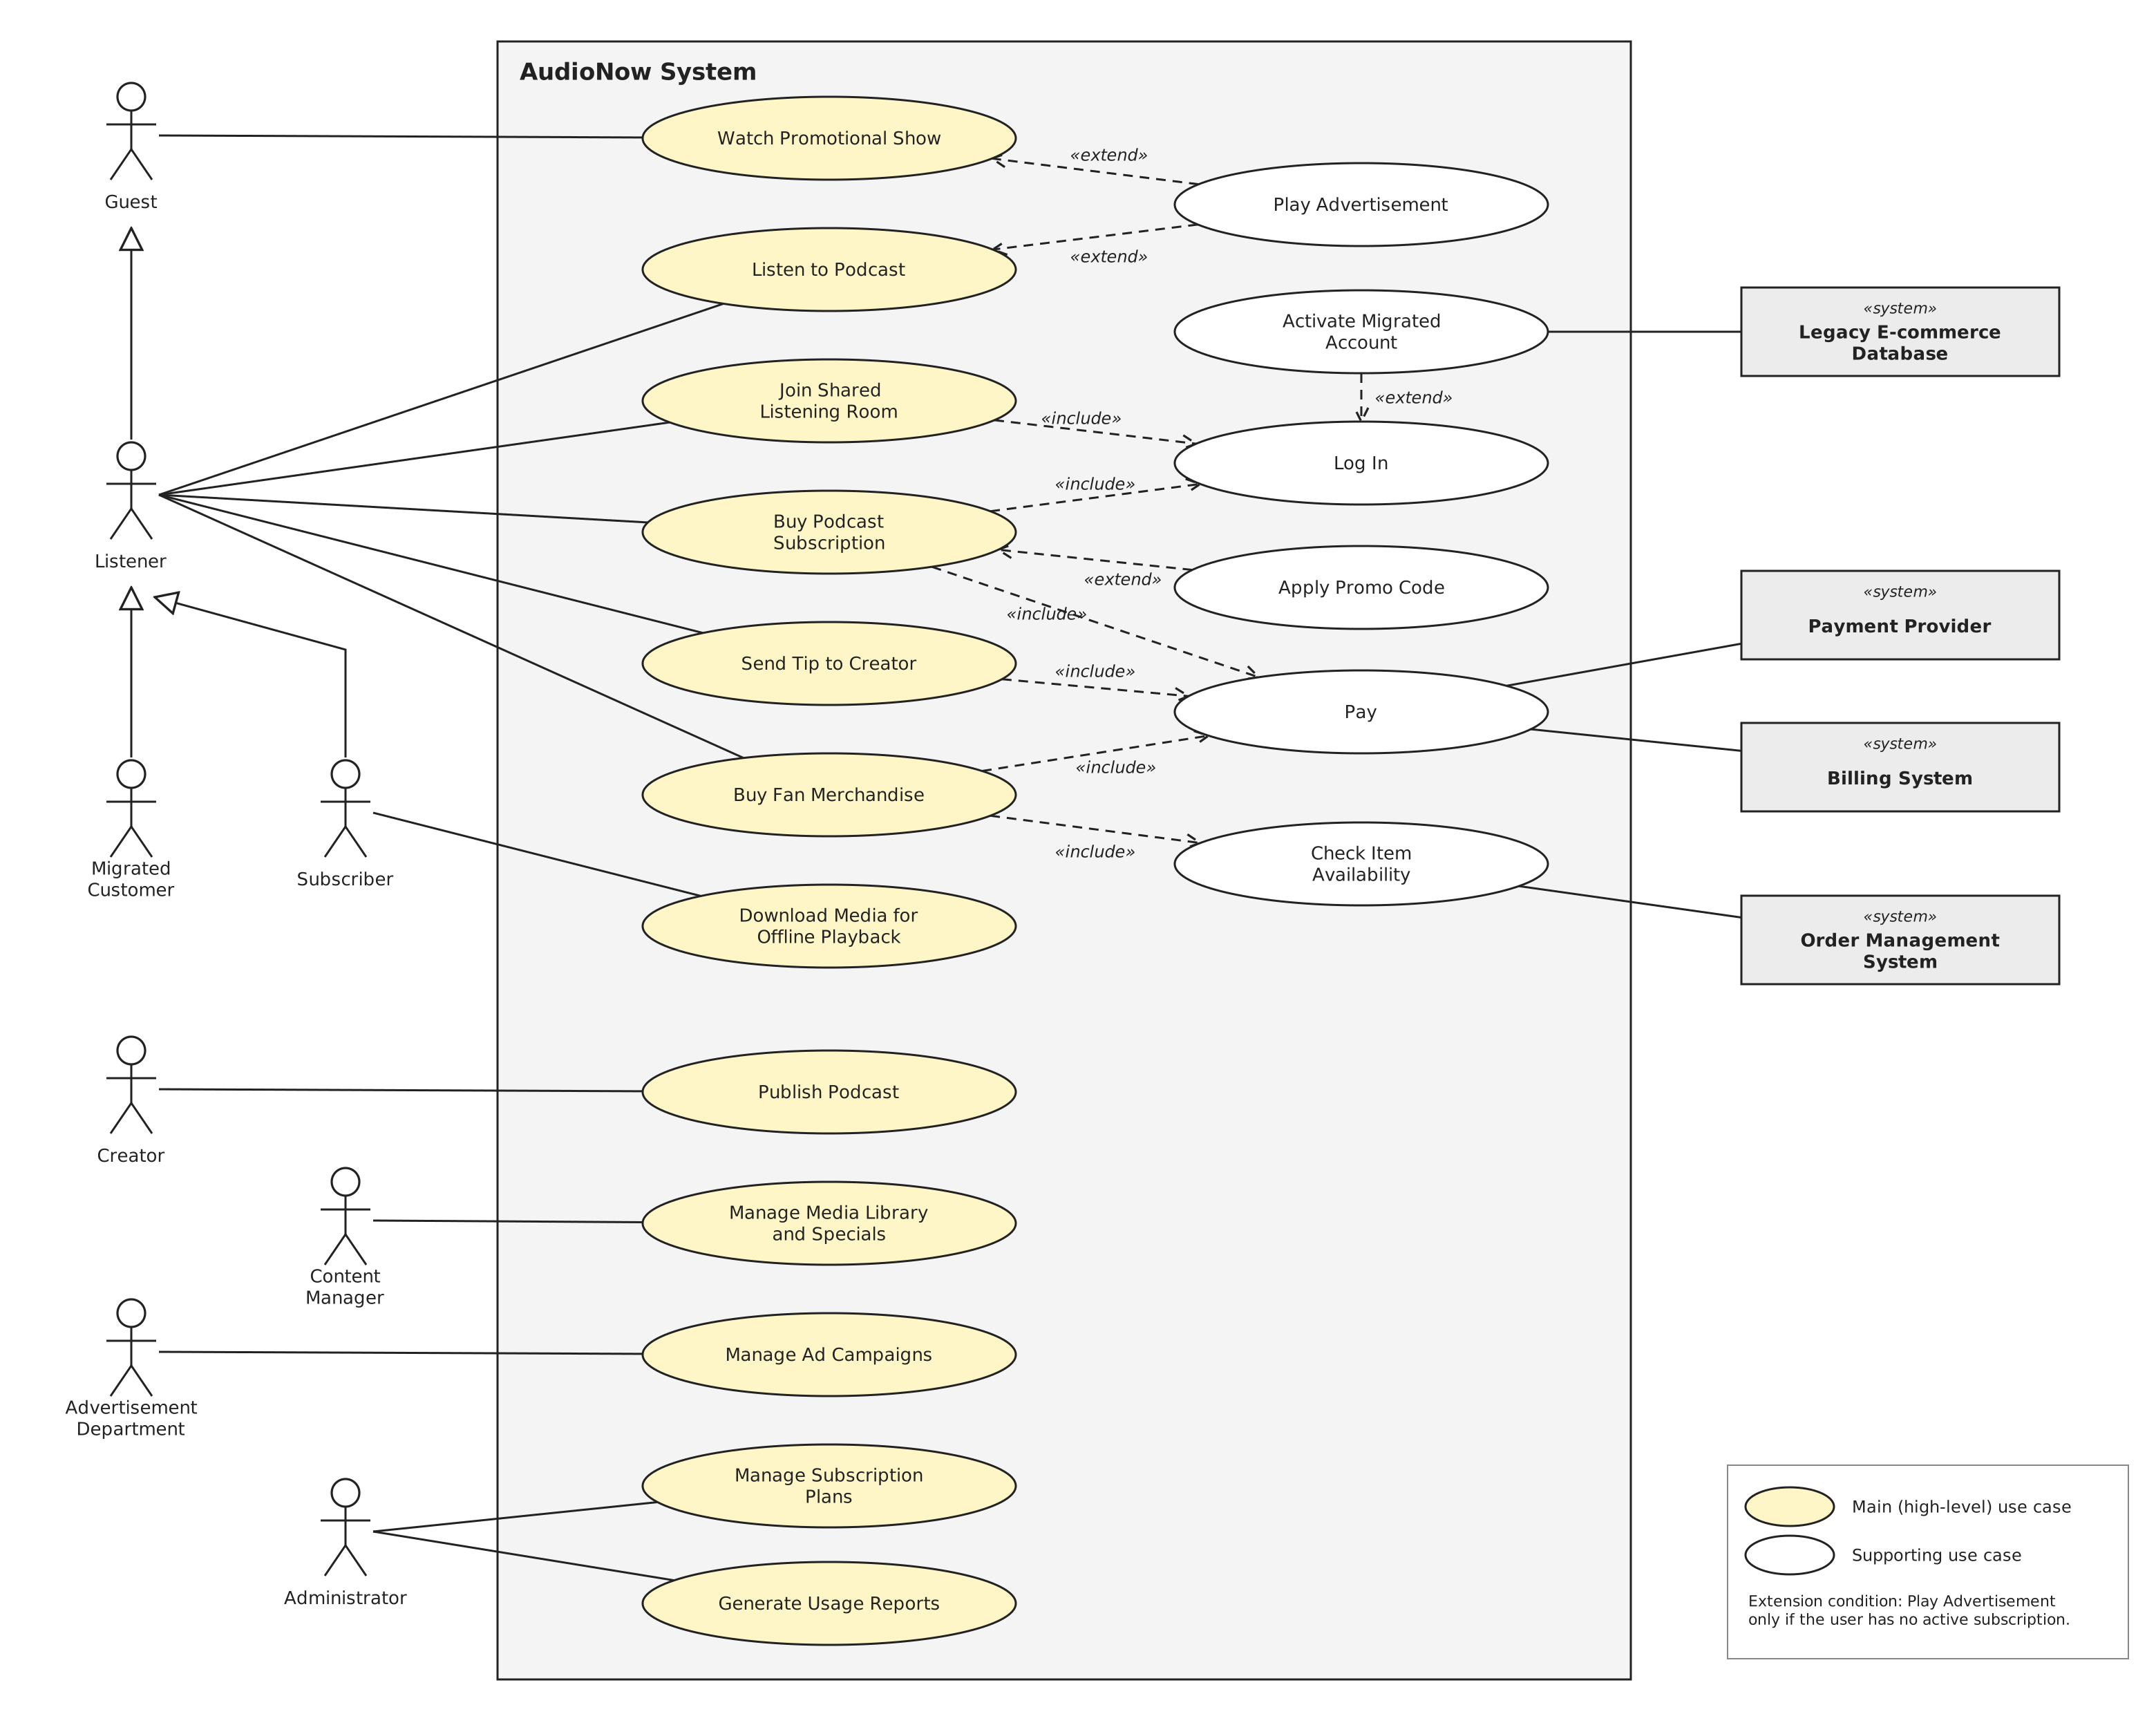 AudioNow System
Guest
Watch Promotional Show
«extend»
Play Advertisement
Listen to Podcast
«extend»
Activate Migrated
Account
«system»
Legacy E-commerce
Database
Join Shared
Listening Room
«include»
«extend»
Log In
Listener
«include»
Buy Podcast
Subscription
«extend»
Apply Promo Code
«include»
«system»
Payment Provider
Send Tip to Creator
«include»
Pay
«system»
Billing System
Buy Fan Merchandise
«include»
«include»
Check Item
Availability
Migrated
Customer
Subscriber
Download Media for
Offline Playback
«system»
Order Management
System
Creator
Publish Podcast
Content
Manager
Manage Media Library
and Specials
Advertisement
Department
Manage Ad Campaigns
Administrator
Manage Subscription
Plans
Generate Usage Reports
Main (high-level) use case
Supporting use case
Extension condition: Play Advertisement
only if the user has no active subscription.